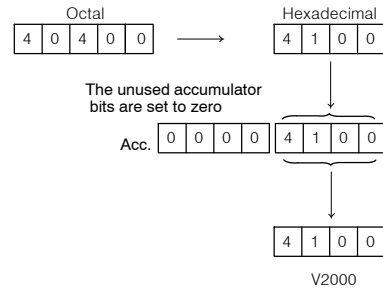 Octal Hexadecimal
4 0 4 0 0 4 1 0 0
The unused accumulator
bits are set to zero
Acc. 0 0 0 0 4 1 0 0
4 1 0 0
V2000